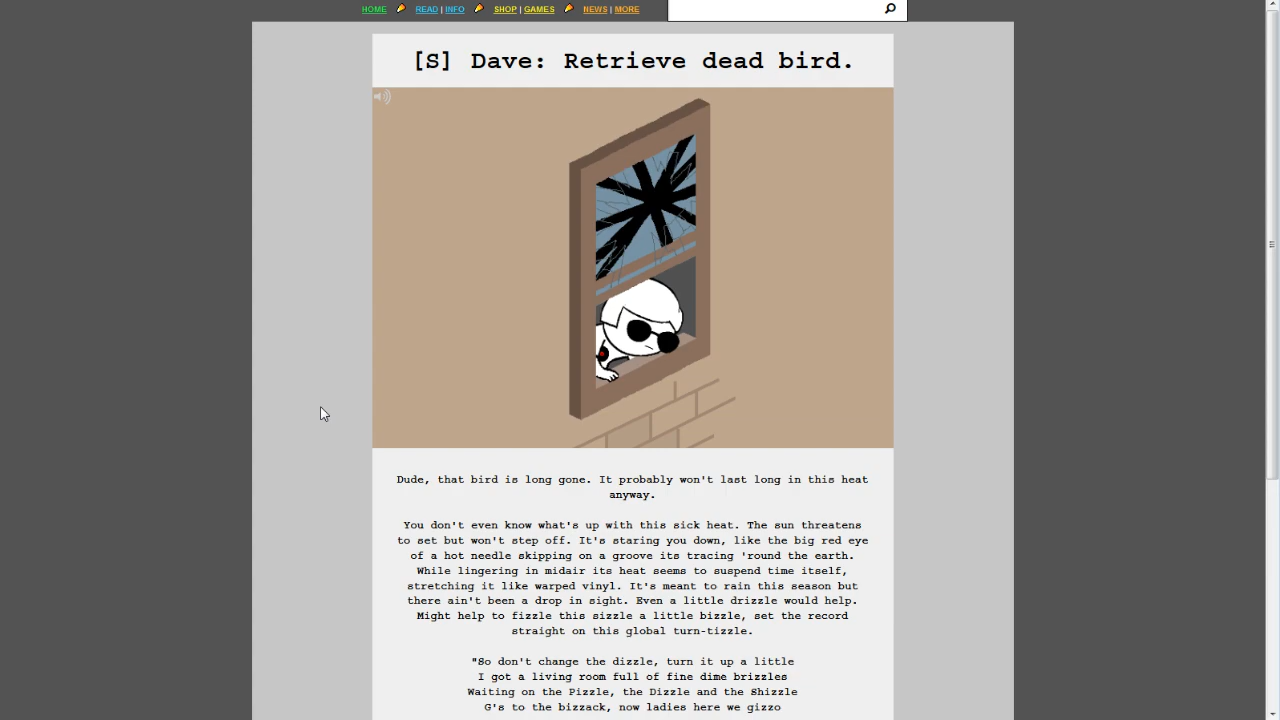 HOME READ | INFO SHOP | GAMES NEWS | MORE
[S] Dave: Retrieve dead bird.
Dude, that bird is long gone. It probably won't last long in this heat
anyway.
You don't even know what's up with this sick heat. The sun threatens
to set but won't step off. It's staring you down, like the big red eye
of a hot needle skipping on a groove its tracing 'round the earth.
While lingering in midair its heat seems to suspend time itself,
stretching it like warped vinyl. It's meant to rain this season but
there ain't been a drop in sight. Even a little drizzle would help.
Might help to fizzle this sizzle a little bizzle, set the record
straight on this global turn-tizzle.
"So don't change the dizzle, turn it up a little
I got a living room full of fine dime brizzles
Waiting on the Pizzle, the Dizzle and the Shizzle
G's to the bizzack, now ladies here we gizzo